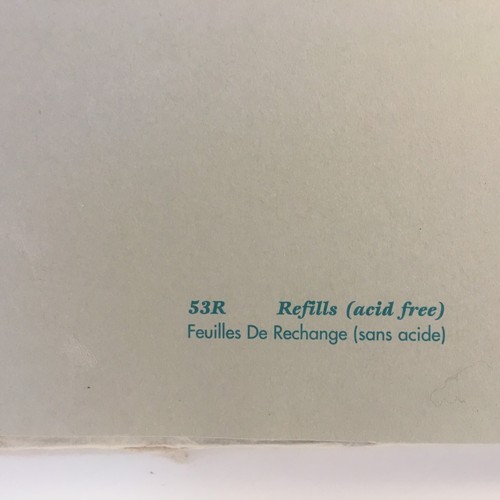 53R Refills (acid free)
Feuilles De Rechange (sans acide)